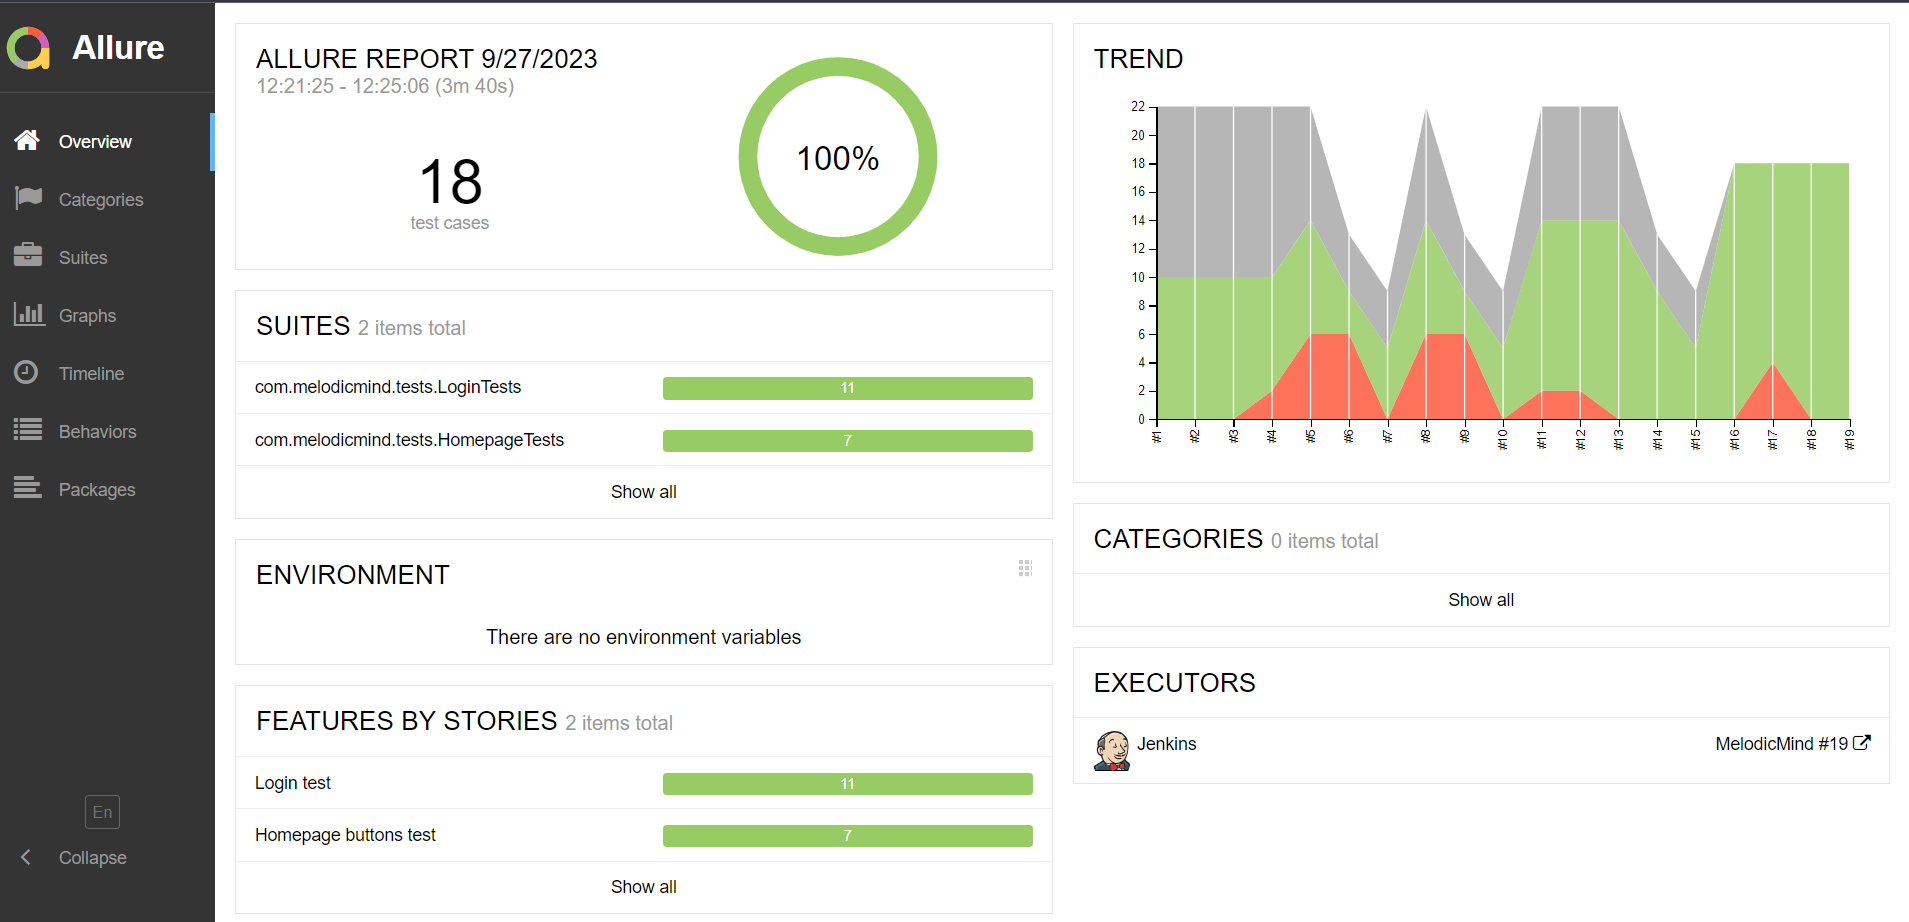 Allure
Overview
Categories
Suites
Graphs
Timeline
Behaviors
Packages
En
Collapse
ALLURE REPORT 9/27/2023
12:21:25 - 12:25:06 (3m 40s)
18
test cases
100%
SUITES 2 items total
com.melodicmind.tests.LoginTests 11
com.melodicmind.tests.HomepageTests 7
Show all
ENVIRONMENT
There are no environment variables
FEATURES BY STORIES 2 items total
Login test 11
Homepage buttons test 7
Show all
TREND
22
20
18
16
14
12
10
8
6
4
2
0
#1 #2 #3 #4 #5 #6 #7 #8 #9 #10 #11 #12 #13 #14 #15 #16 #17 #18 #19
CATEGORIES 0 items total
Show all
EXECUTORS
Jenkins MelodicMind #19